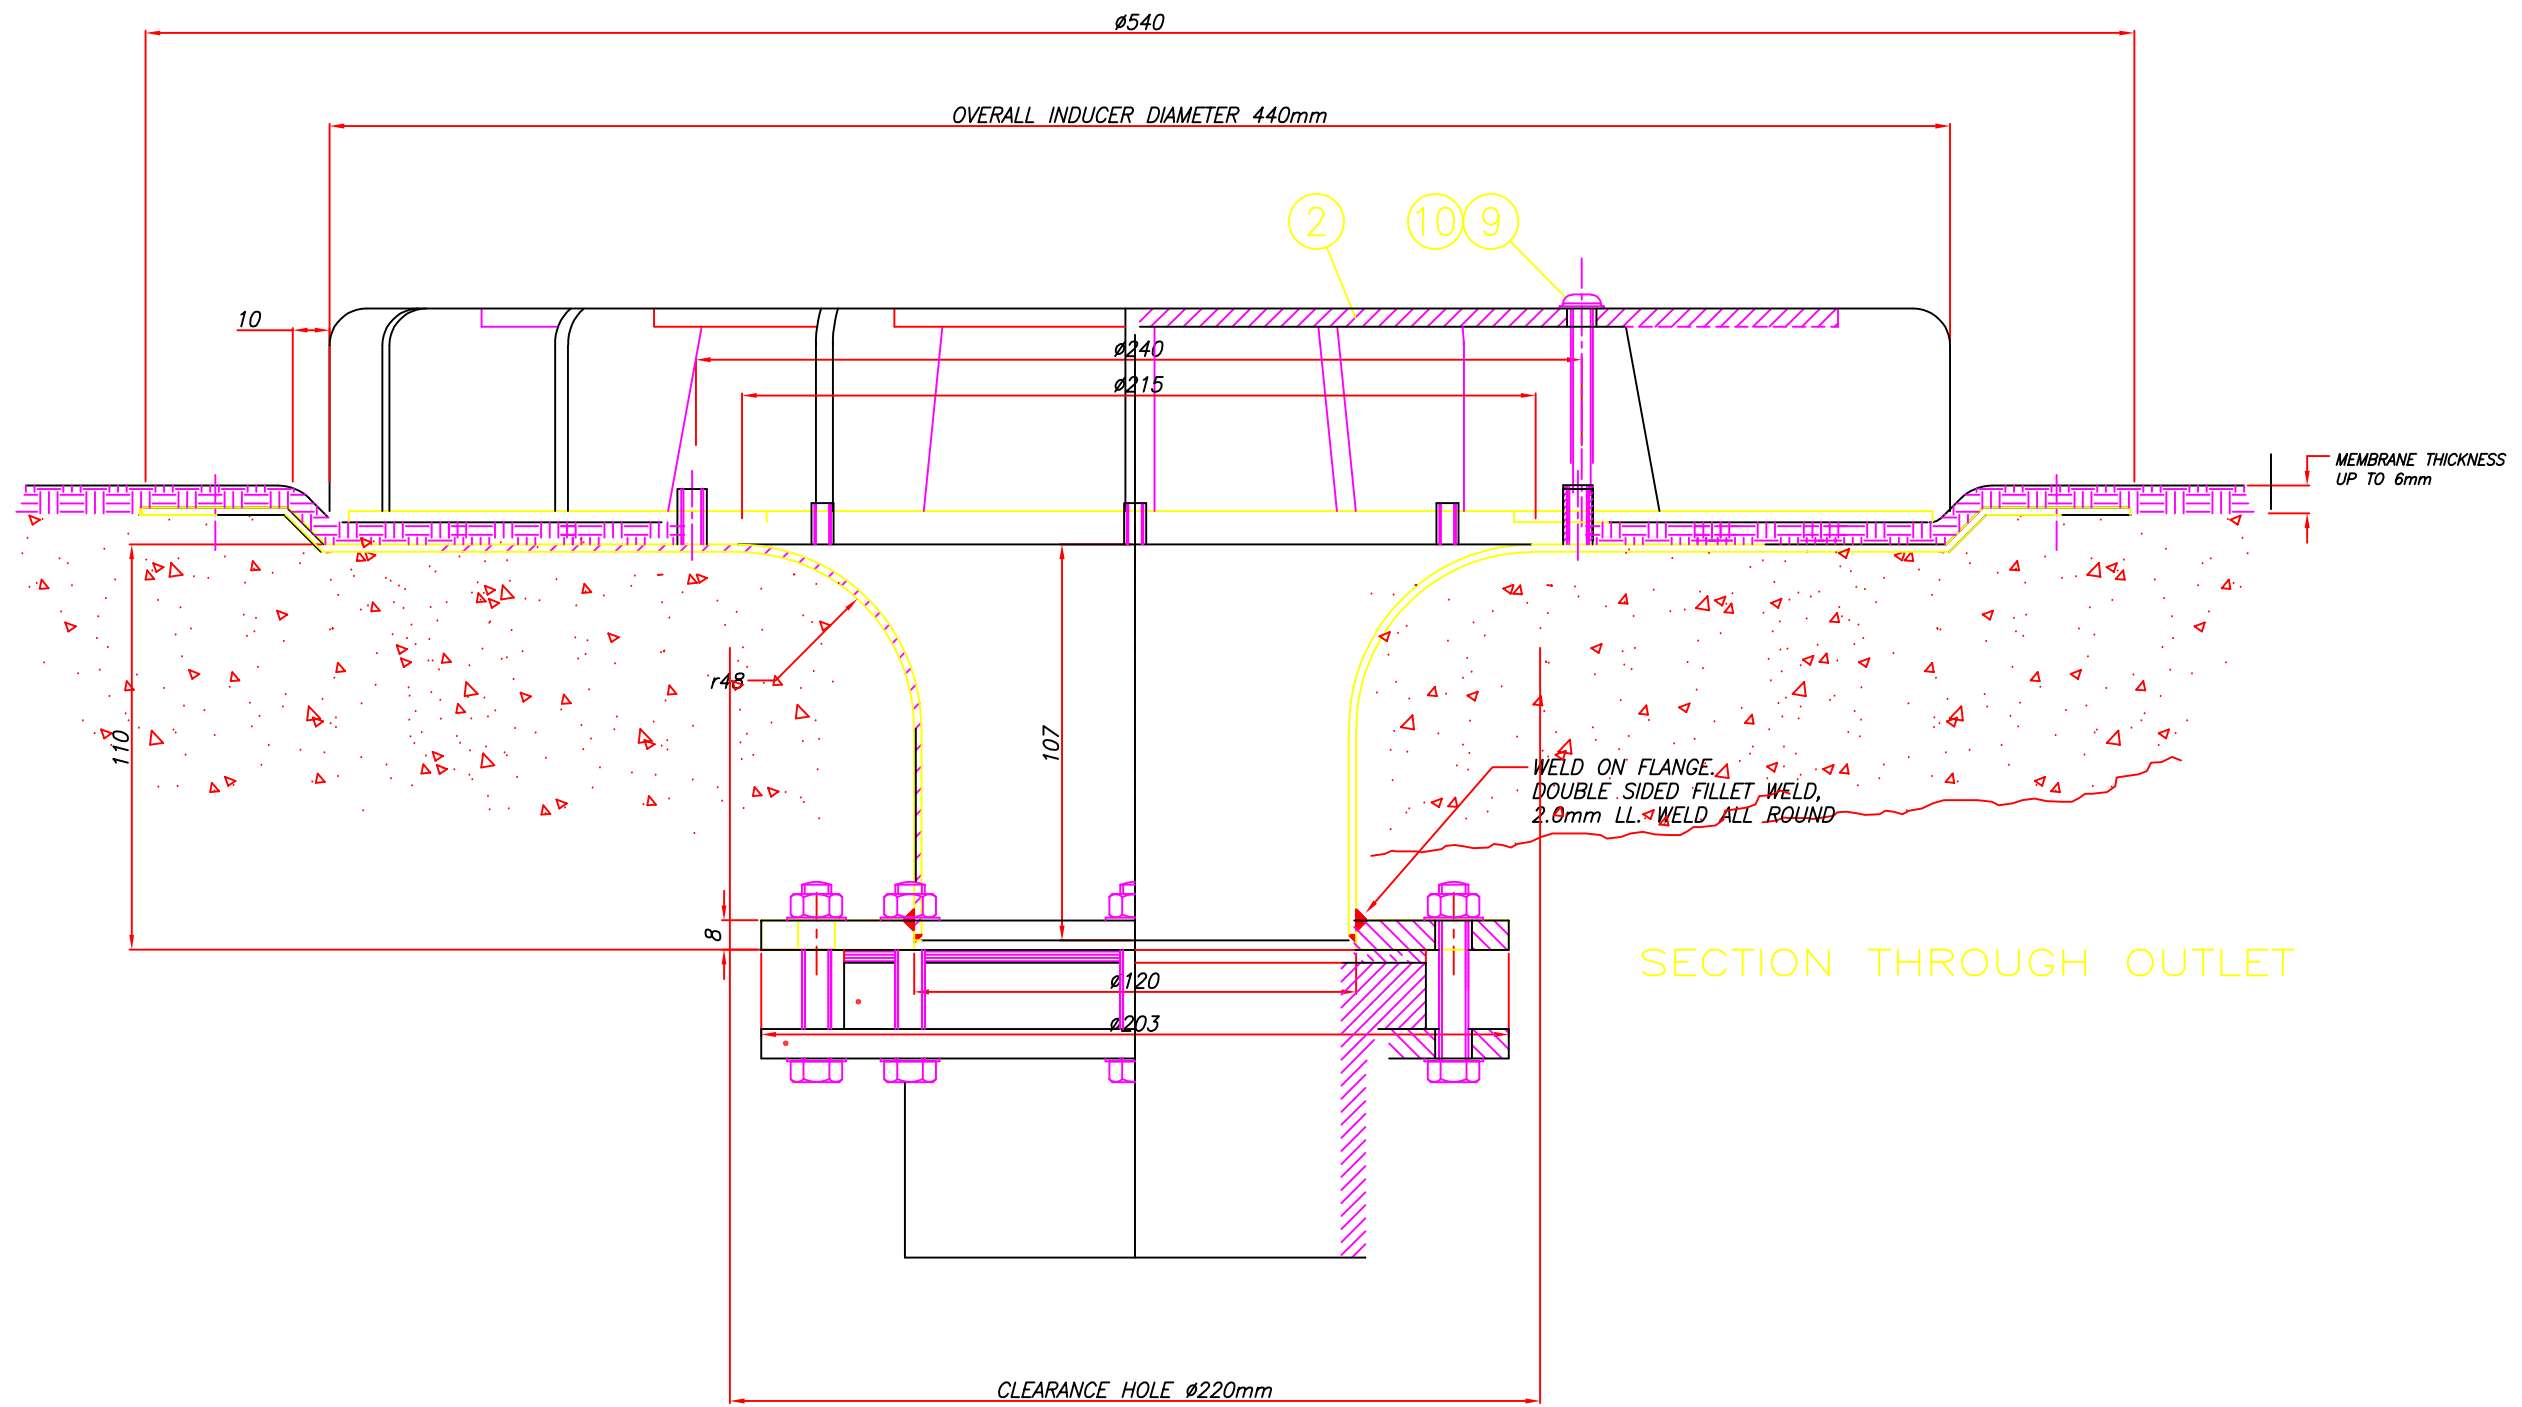 ø540
OVERALL INDUCER DIAMETER 440mm
2
10 9
10
ø240
ø215
MEMBRANE THICKNESS
UP TO 6mm
r48
110
107
WELD ON FLANGE.
DOUBLE SIDED FILLET WELD,
2.0mm LL. WELD ALL ROUND
8
SECTION THROUGH OUTLET
ø120
ø203
CLEARANCE HOLE ø220mm